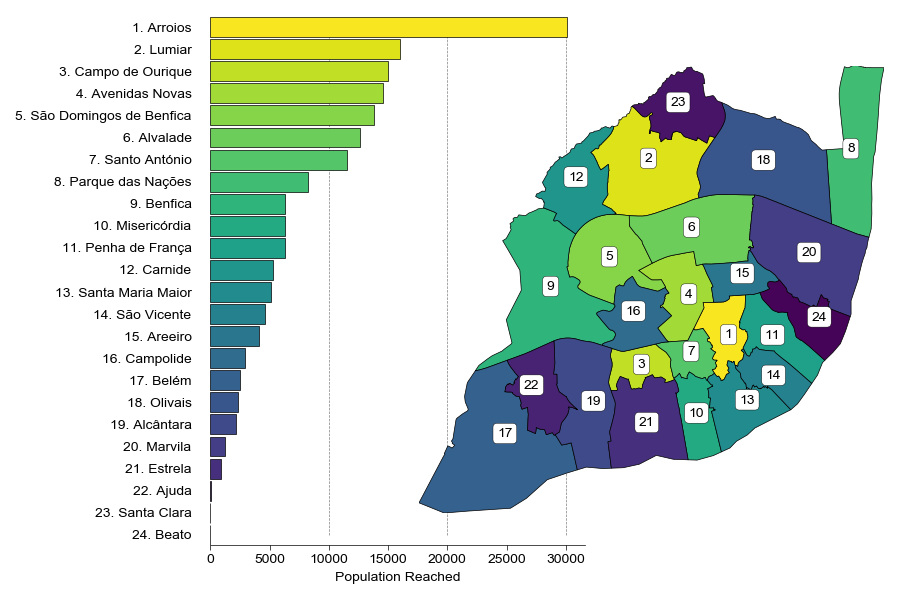 1. Arroios
2. Lumiar
3. Campo de Ourique
4. Avenidas Novas
5. São Domingos de Benfica
6. Alvalade
7. Santo António
8. Parque das Nações
9. Benfica
10. Misericórdia
11. Penha de França
12. Carnide
13. Santa Maria Maior
14. São Vicente
15. Areeiro
16. Campolide
17. Belém
18. Olivais
19. Alcântara
20. Marvila
21. Estrela
22. Ajuda
23. Santa Clara
24. Beato
0 5000 10000 15000 20000 25000 30000
Population Reached
23
8
2
18
12
6
20
5
15
9
4
16
24
1
11
7
3
14
22
13
19
10
21
17